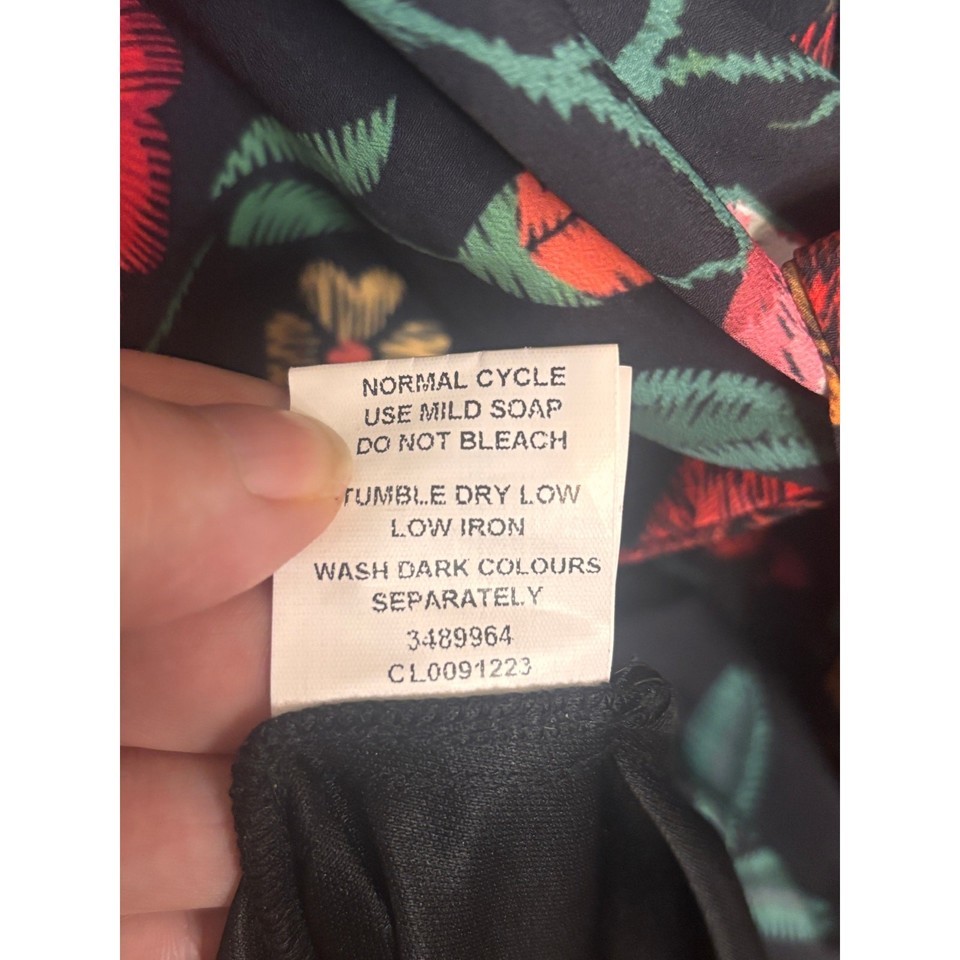 NORMAL CYCLE
USE MILD SOAP
DO NOT BLEACH
TUMBLE DRY LOW
LOW IRON
WASH DARK COLOURS
SEPARATELY
3489964
CL0091223